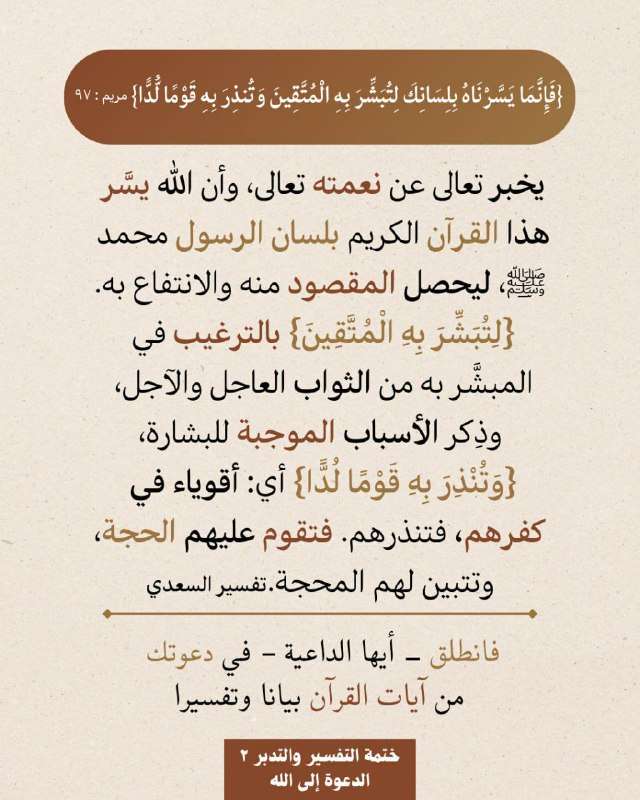 {فَإِنَّمَا يَسَّرْنَاهُ بِلِسَانِكَ لِتُبَشِّرَ بِهِ الْمُتَّقِينَ وَتُنذِرَ بِهِ قَوْمًا لُّدًّا} مريم: ٩٧
يخبر تعالى عن نعمته تعالى، وأن الله يسَّر
هذا القرآن الكريم بلسان الرسول محمد
ﷺ، ليحصل المقصود منه والانتفاع به.
{لِتُبَشِّرَ بِهِ الْمُتَّقِينَ} بالترغيب في
المبشَّر به من الثواب العاجل والآجل،
وذِكر الأسباب الموجبة للبشارة،
{وَتُنْذِرَ بِهِ قَوْمًا لُدًّا} أي: أقوياء في
كفرهم، فتنذرهم. فتقوم عليهم الحجة،
وتتبين لهم المحجة.تفسير السعدي
فانطلق – أيها الداعية – في دعوتك
من آيات القرآن بيانا وتفسيرا
ختمة التفسير والتدبر ٢
الدعوة إلى الله